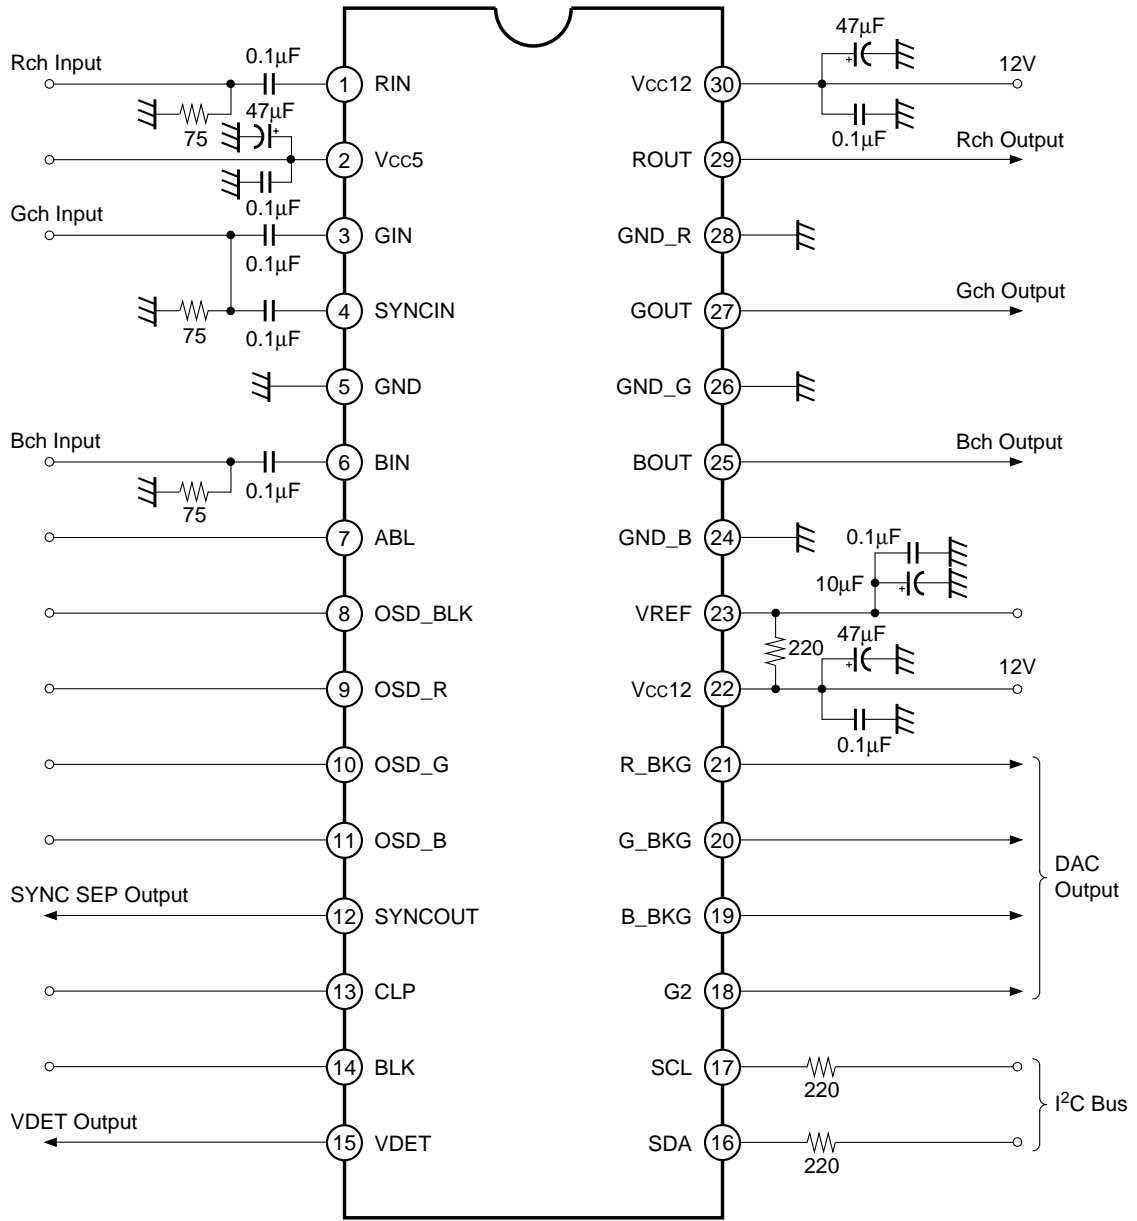 Rch Input
0.1μF
1 RIN
75
47μF
+
2 Vcc5
0.1μF
Gch Input
3 GIN
0.1μF
4 SYNCIN
75
0.1μF
5 GND
Bch Input
6 BIN
0.1μF
75
7 ABL
8 OSD_BLK
9 OSD_R
10 OSD_G
11 OSD_B
SYNC SEP Output
12 SYNCOUT
13 CLP
14 BLK
VDET Output
15 VDET
47μF
+
12V
Vcc12 30
0.1μF
Rch Output
ROUT 29
GND_R 28
Gch Output
GOUT 27
GND_G 26
Bch Output
BOUT 25
GND_B 24
0.1μF
10μF
+
VREF 23
220
47μF
+
12V
Vcc12 22
0.1μF
R_BKG 21
G_BKG 20
DAC
Output
B_BKG 19
G2 18
SCL 17
220
I²C Bus
SDA 16
220